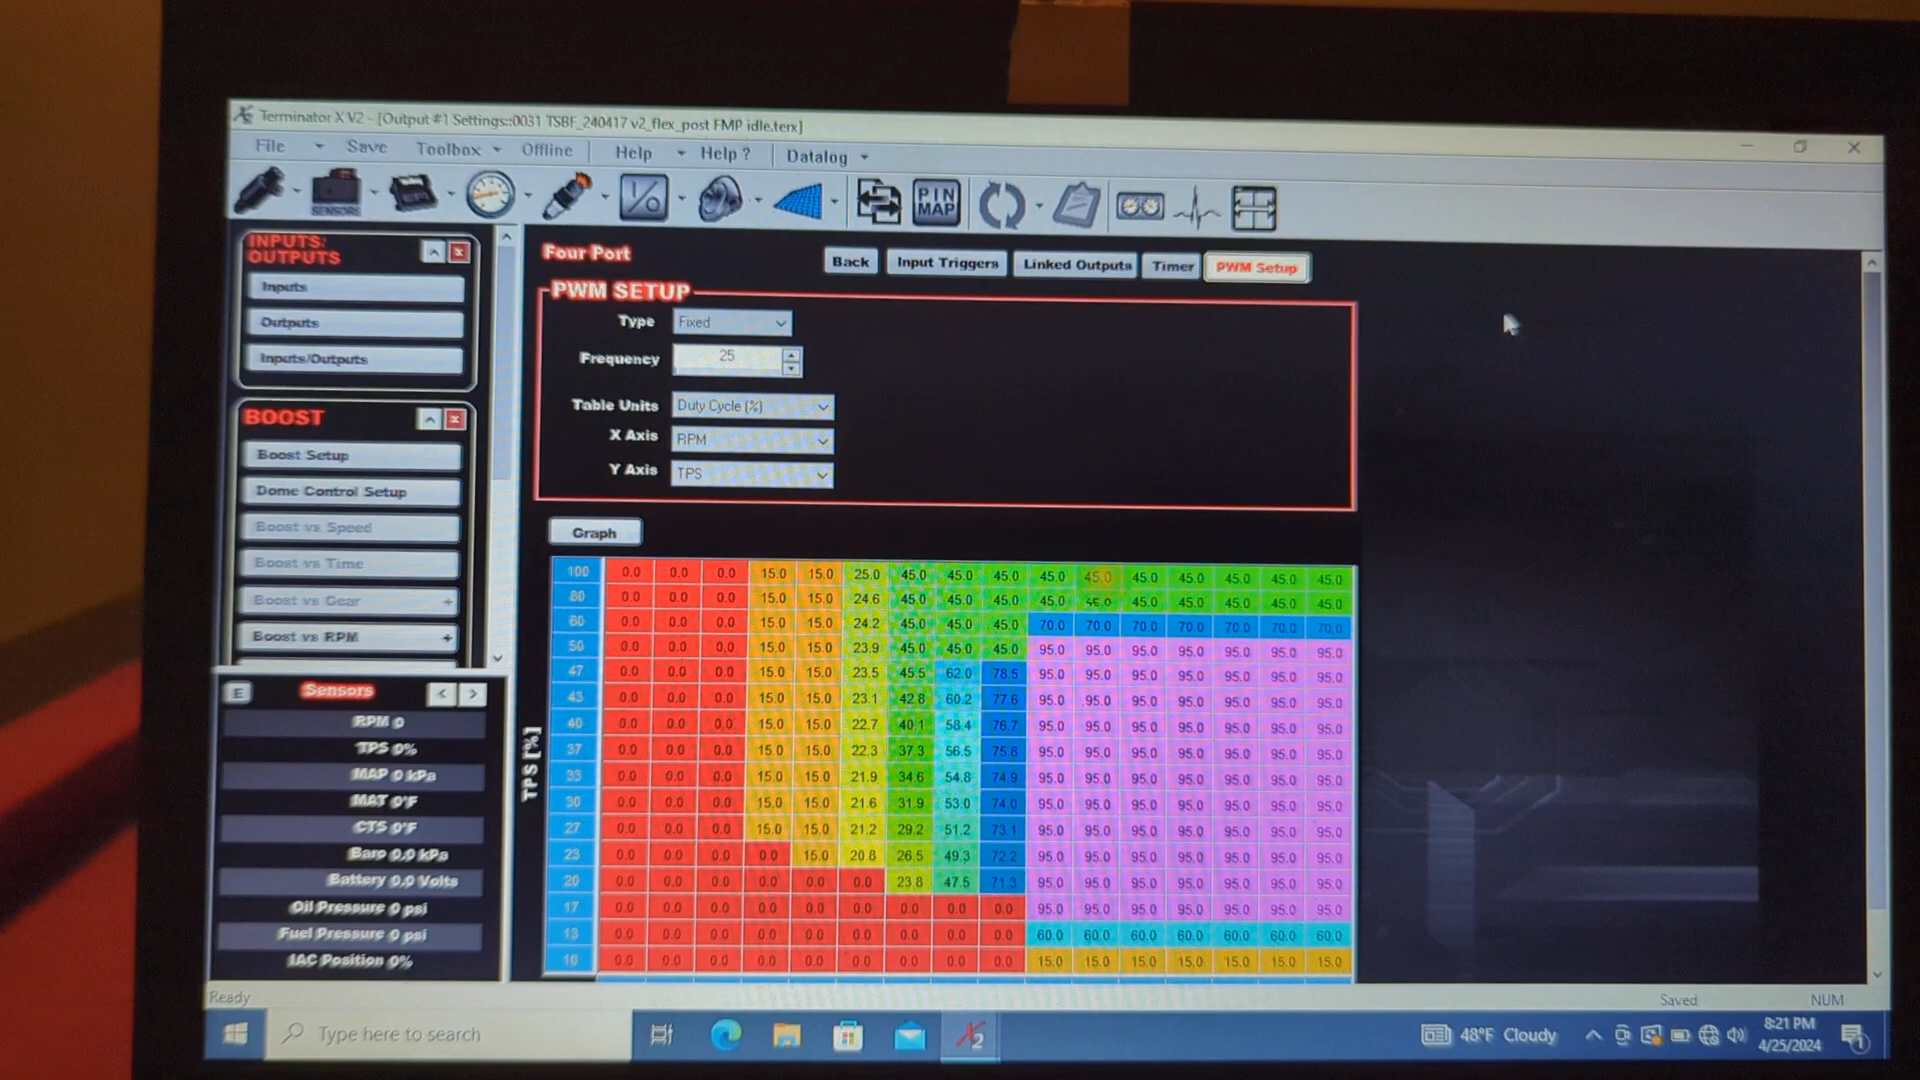 Terminator X V2 - [Output #1 Settings::0031 TSBF_240417 v2_flex_post FMP idle.terx]
File Save Toolbox Offline Help Help ? Datalog
SENSORS
1/0
PIN MAP
INPUTS/ OUTPUTS
Inputs
Outputs
Inputs/Outputs
BOOST
Boost Setup
Dome Control Setup
Boost vs Speed
Boost vs Time
Boost vs Gear +
Boost vs RPM +
E Sensors < >
RPM 0
TPS 0%
MAP 0 kPa
MAT 0°F
CTS 0°F
Baro 0.0 kPa
Battery 0.0 Volts
Oil Pressure 0 psi
Fuel Pressure 0 psi
IAC Position 0%
Four Port
Back Input Triggers Linked Outputs Timer PWM Setup
PWM SETUP
Type Fixed
Frequency 25
Table Units Duty Cycle (%)
X Axis RPM
Y Axis TPS
Graph
TPS [%]
100 0.0 0.0 0.0 15.0 15.0 25.0 45.0 45.0 45.0 45.0 45.0 45.0 45.0 45.0 45.0 45.0
80 0.0 0.0 0.0 15.0 15.0 24.6 45.0 45.0 45.0 45.0 45.0 45.0 45.0 45.0 45.0 45.0
60 0.0 0.0 0.0 15.0 15.0 24.2 45.0 45.0 45.0 70.0 70.0 70.0 70.0 70.0 70.0 70.0
50 0.0 0.0 0.0 15.0 15.0 23.9 45.0 45.0 45.0 95.0 95.0 95.0 95.0 95.0 95.0 95.0
47 0.0 0.0 0.0 15.0 15.0 23.5 45.5 62.0 78.5 95.0 95.0 95.0 95.0 95.0 95.0 95.0
43 0.0 0.0 0.0 15.0 15.0 23.1 42.8 60.2 77.6 95.0 95.0 95.0 95.0 95.0 95.0 95.0
40 0.0 0.0 0.0 15.0 15.0 22.7 40.1 58.4 76.7 95.0 95.0 95.0 95.0 95.0 95.0 95.0
37 0.0 0.0 0.0 15.0 15.0 22.3 37.3 56.5 75.8 95.0 95.0 95.0 95.0 95.0 95.0 95.0
33 0.0 0.0 0.0 15.0 15.0 21.9 34.6 54.8 74.9 95.0 95.0 95.0 95.0 95.0 95.0 95.0
30 0.0 0.0 0.0 15.0 15.0 21.6 31.9 53.0 74.0 95.0 95.0 95.0 95.0 95.0 95.0 95.0
27 0.0 0.0 0.0 15.0 15.0 21.2 29.2 51.2 73.1 95.0 95.0 95.0 95.0 95.0 95.0 95.0
23 0.0 0.0 0.0 0.0 15.0 20.8 26.5 49.3 72.2 95.0 95.0 95.0 95.0 95.0 95.0 95.0
20 0.0 0.0 0.0 0.0 0.0 0.0 23.8 47.5 71.3 95.0 95.0 95.0 95.0 95.0 95.0 95.0
17 0.0 0.0 0.0 0.0 0.0 0.0 0.0 0.0 0.0 95.0 95.0 95.0 95.0 95.0 95.0 95.0
13 0.0 0.0 0.0 0.0 0.0 0.0 0.0 0.0 0.0 60.0 60.0 60.0 60.0 60.0 60.0 60.0
10 0.0 0.0 0.0 0.0 0.0 0.0 0.0 0.0 0.0 15.0 15.0 15.0 15.0 15.0 15.0 15.0
Ready Saved NUM
Type here to search
48°F Cloudy
8:21 PM
4/25/2024
1